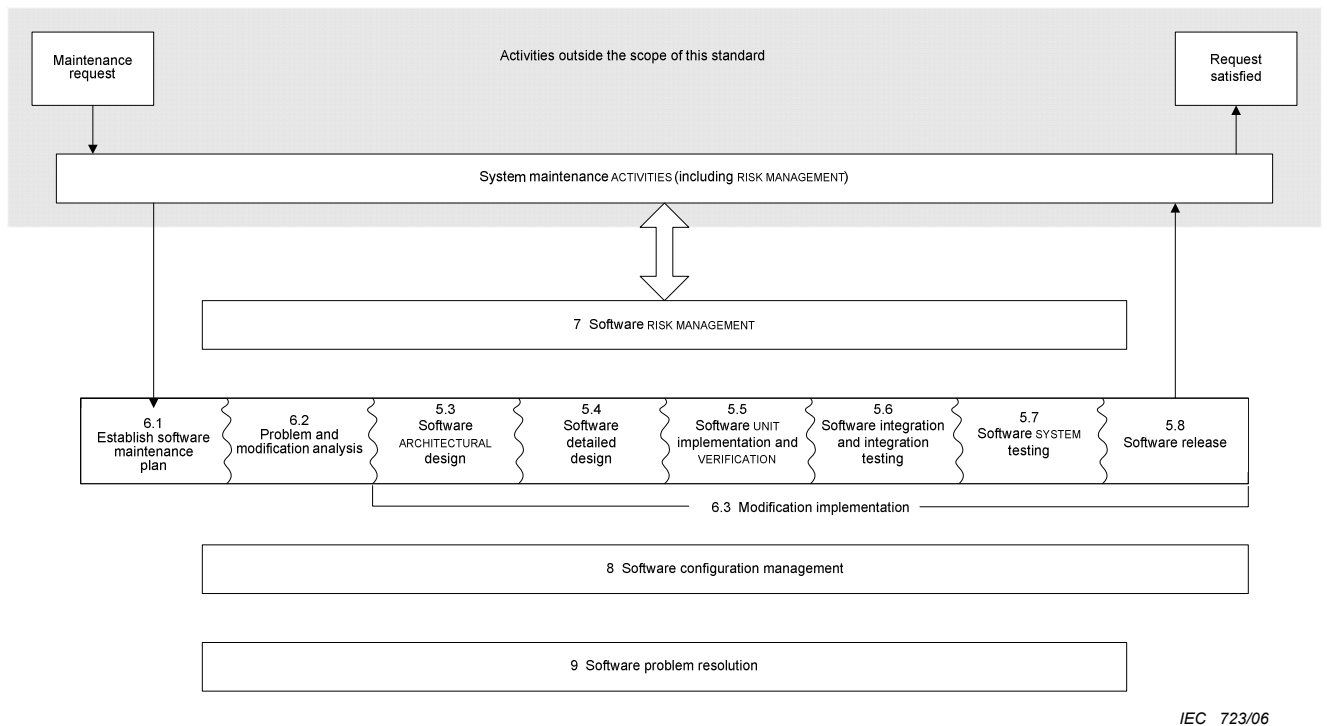 Maintenance
request
Activities outside the scope of this standard
Request
satisfied
System maintenance ACTIVITIES (including RISK MANAGEMENT)
7 Software RISK MANAGEMENT
6.1
Establish software
maintenance
plan
6.2
Problem and
modification analysis
5.3
Software
ARCHITECTURAL
design
5.4
Software
detailed
design
5.5
Software UNIT
implementation and
VERIFICATION
5.6
Software integration
and integration
testing
5.7
Software SYSTEM
testing
5.8
Software release
6.3 Modification implementation
8 Software configuration management
9 Software problem resolution
IEC 723/06